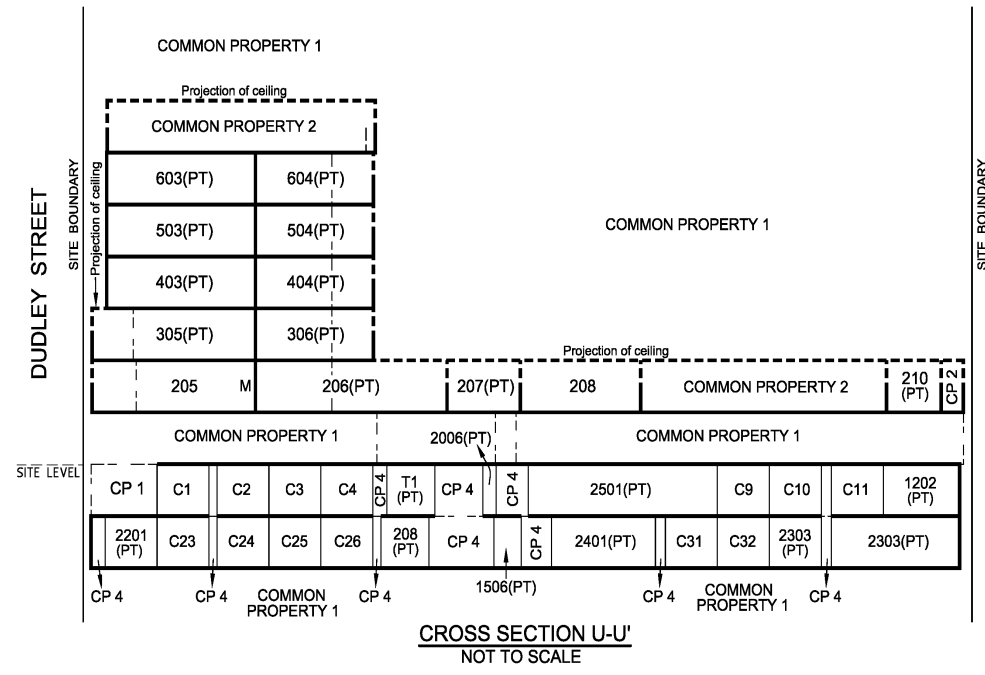 COMMON PROPERTY 1
Projection of ceiling
COMMON PROPERTY 2
603(PT)
604(PT)
503(PT)
504(PT)
COMMON PROPERTY 1
403(PT)
404(PT)
305(PT)
306(PT)
DUDLEY STREET
SITE BOUNDARY
Projection of ceiling
SITE BOUNDARY
Projection of ceiling
205
M
206(PT)
207(PT)
208
COMMON PROPERTY 2
210
(PT)
CP 2
COMMON PROPERTY 1
2006(PT)
COMMON PROPERTY 1
SITE LEVEL
CP 1
C1
C2
C3
C4
CP 4
T1
(PT)
CP 4
CP 4
2501(PT)
C9
C10
C11
1202
(PT)
2201
(PT)
C23
C24
C25
C26
208
(PT)
CP 4
CP 4
2401(PT)
C31
C32
2303
(PT)
2303(PT)
CP 4
CP 4
COMMON
PROPERTY 1
CP 4
1506(PT)
CP 4
COMMON
PROPERTY 1
CP 4
CROSS SECTION U-U'
NOT TO SCALE